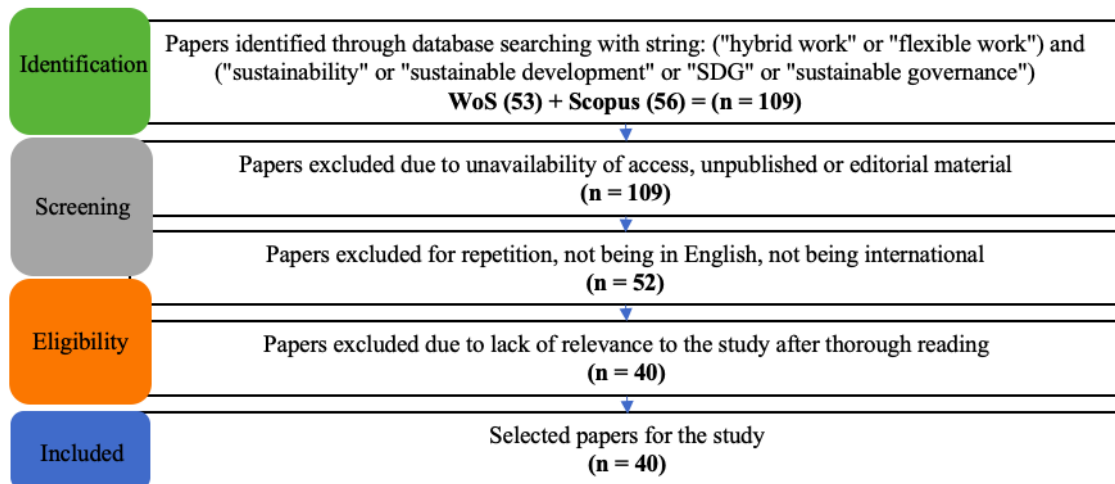 Identification
Papers identified through database searching with string: ("hybrid work" or "flexible work") and
("sustainability" or "sustainable development" or "SDG" or "sustainable governance")
WoS (53) + Scopus (56) = (n = 109)
Screening
Papers excluded due to unavailability of access, unpublished or editorial material
(n = 109)
Papers excluded for repetition, not being in English, not being international
(n = 52)
Eligibility
Papers excluded due to lack of relevance to the study after thorough reading
(n = 40)
Included
Selected papers for the study
(n = 40)